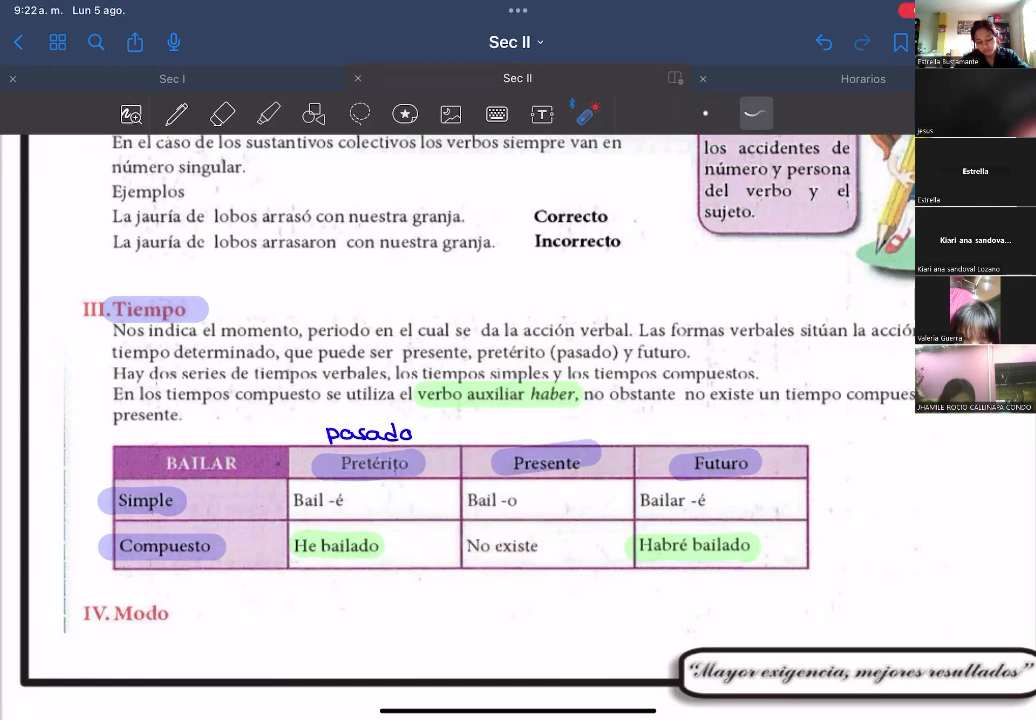 9:22 a. m.  Lun 5 ago.
Sec II
Sec I
Sec II
Horarios
En el caso de los sustantivos colectivos los verbos siempre van en
número singular.
Ejemplos
La jauría de lobos arrasó con nuestra granja. Correcto
La jauría de lobos arrasaron con nuestra granja. Incorrecto
los accidentes de
número y persona
del verbo y el
sujeto.
III. Tiempo
Nos indica el momento, periodo en el cual se da la acción verbal. Las formas verbales sitúan la acció
tiempo determinado, que puede ser presente, pretérito (pasado) y futuro.
Hay dos series de tiempos verbales, los tiempos simples y los tiempos compuestos.
En los tiempos compuesto se utiliza el verbo auxiliar haber, no obstante no existe un tiempo compues
presente.
pasado
BAILAR Pretérito Presente Futuro
Simple Bail -é Bail -o Bailar -é
Compuesto He bailado No existe Habré bailado
IV. Modo
"Mayor exigencia, mejores resultados"
Estrella Bustamante
jesus
Estrella
Estrella
Kiari ana sandova...
Kiari ana sandoval Lozano
Valeria Guerra
JHAMILE ROCIO CALLINAPA CONDO